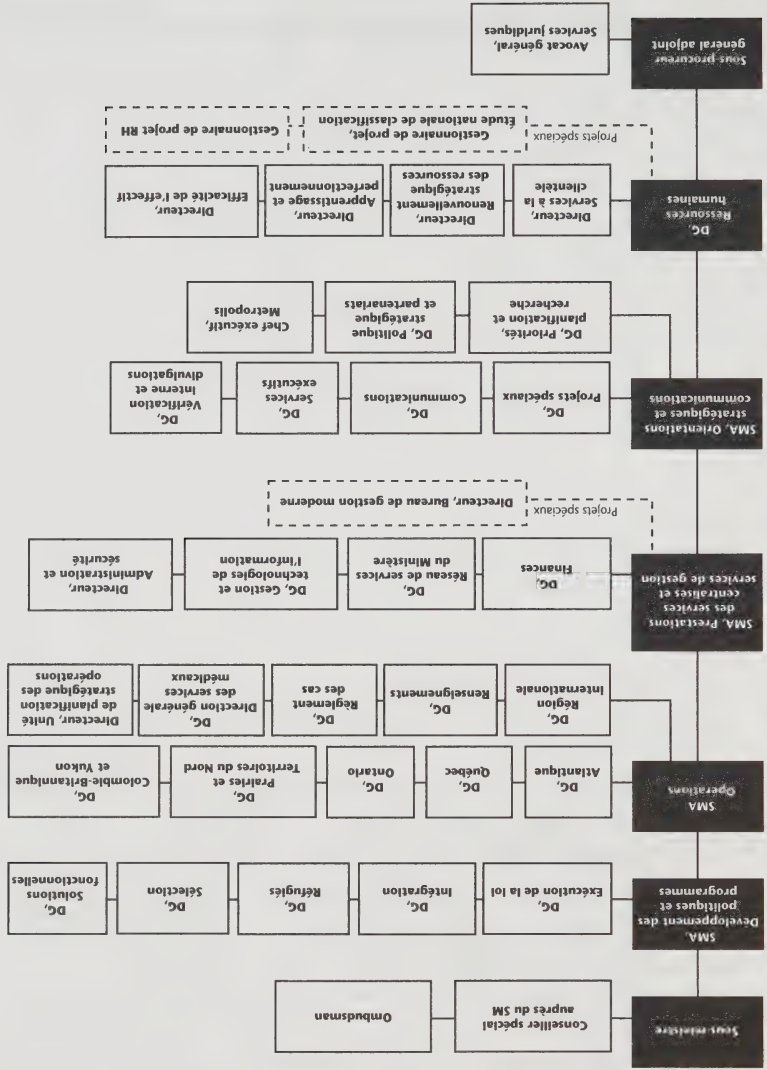 Sous-ministre
Conseiller spécial
auprès du SM
Ombudsman
SMA,
Développement des
politiques et
programmes
DG,
Exécution de la loi
DG,
Intégration
DG,
Réfugiés
DG,
Sélection
DG,
Solutions
fonctionnelles
SMA
Opérations
DG,
Atlantique
DG,
Québec
DG,
Ontario
DG,
Prairies et
Territoires du Nord
DG,
Colombie-Britannique
et Yukon
DG,
Région
Internationale
DG,
Renseignements
DG,
Règlement
des cas
DG,
Direction générale
des services
médicaux
Directeur, Unité
de planification
stratégique des
opérations
SMA, Prestations
des services
centralisés et
services de gestion
DG,
Finances
DG,
Réseau de services
du Ministère
DG, Gestion et
technologies de
l'information
Directeur,
Administration et
sécurité
Projets spéciaux
Directeur, Bureau de gestion moderne
SMA, Orientations
stratégiques et
communications
DG,
Projets spéciaux
DG,
Communications
DG,
Services
exécutifs
DG,
Vérification
Interne et
divulgations
DG, Priorités,
planification et
recherche
DG, Politique
stratégique
et partenariats
Chef exécutif,
Metropolis
DG,
Ressources
humaines
Directeur,
Services à la
clientèle
Directeur,
Renouvellement
stratégique
des ressources
Directeur,
Apprentissage et
perfectionnement
Directeur,
Efficacité de l'effectif
Projets spéciaux
Gestionnaire de projet,
Étude nationale de classification
Gestionnaire de projet RH
Sous-procureur
général adjoint
Avocat général,
Services juridiques